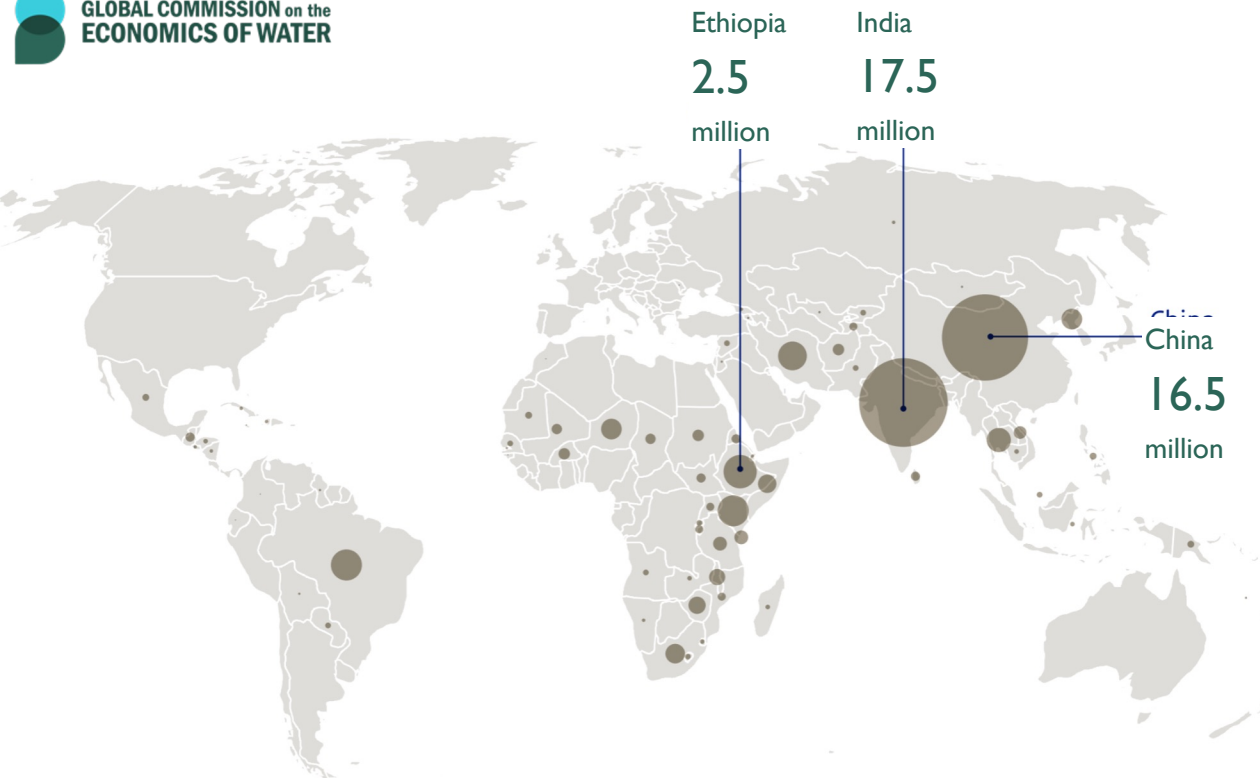 GLOBAL COMMISSION on the
ECONOMICS OF WATER
Ethiopia
2.5
million
India
17.5
million
China
China
16.5
million